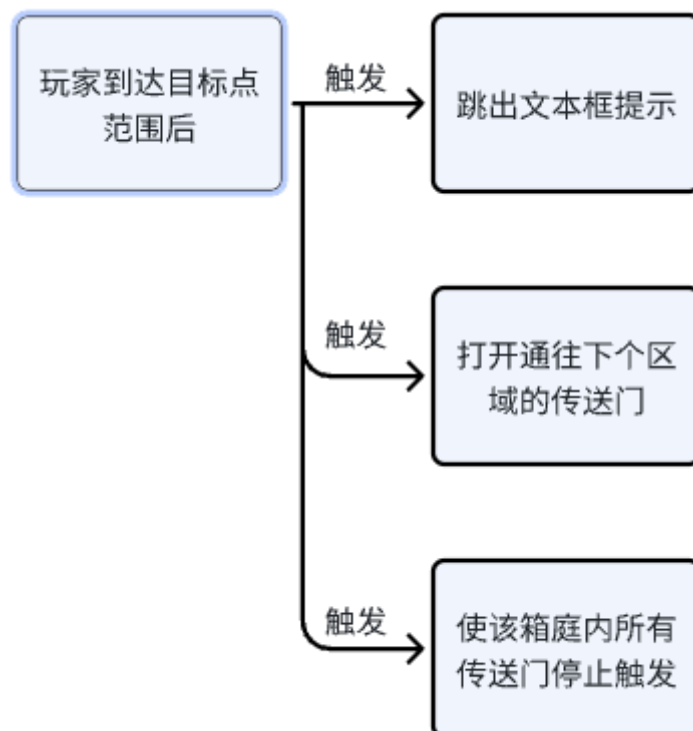 玩家到达目标点
范围后
触发
跳出文本框提示
触发
打开通往下个区
域的传送门
触发
使该箱庭内所有
传送门停止触发